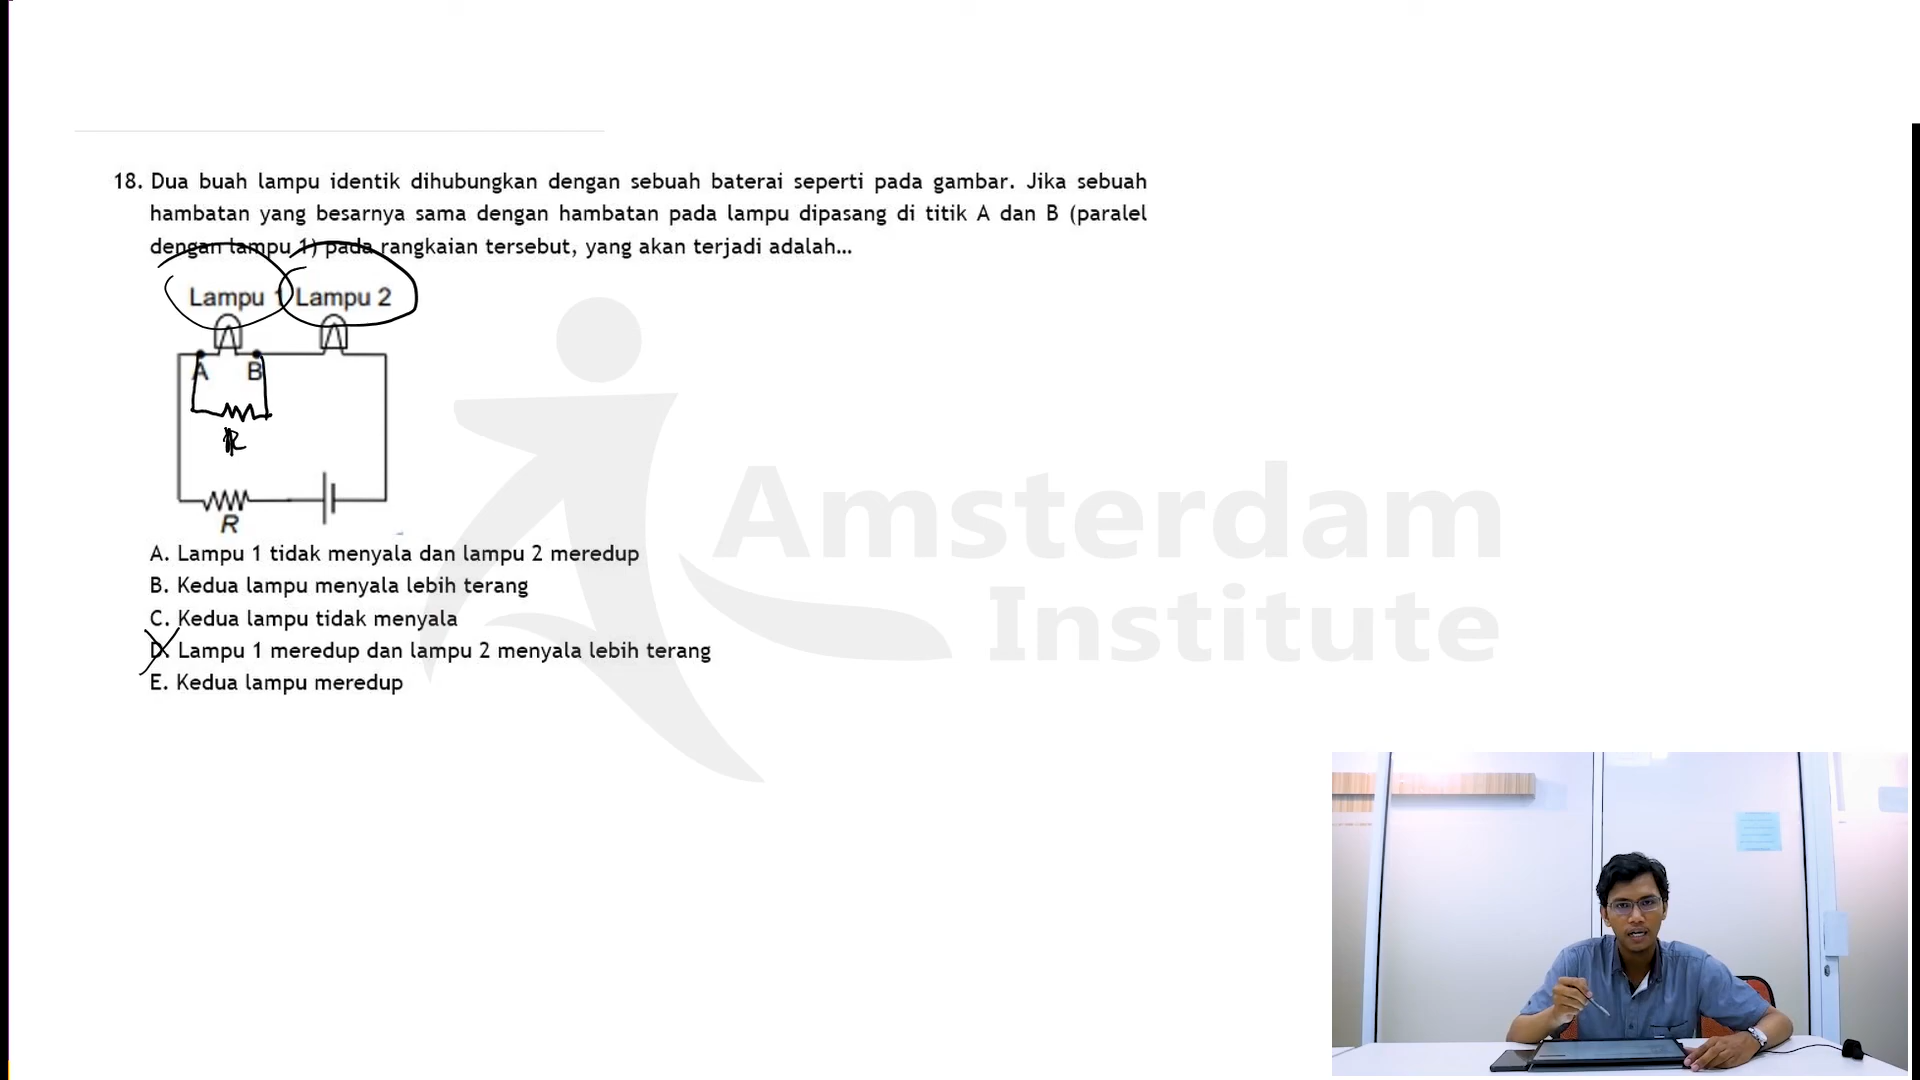 18. Dua buah lampu identik dihubungkan dengan sebuah baterai seperti pada gambar. Jika sebuah
hambatan yang besarnya sama dengan hambatan pada lampu dipasang di titik A dan B (paralel
dengan lampu 1) pada rangkaian tersebut, yang akan terjadi adalah...
Lampu 1 Lampu 2
A B
R
R
A. Lampu 1 tidak menyala dan lampu 2 meredup
B. Kedua lampu menyala lebih terang
C. Kedua lampu tidak menyala
D. Lampu 1 meredup dan lampu 2 menyala lebih terang
E. Kedua lampu meredup
Amsterdam
Institute